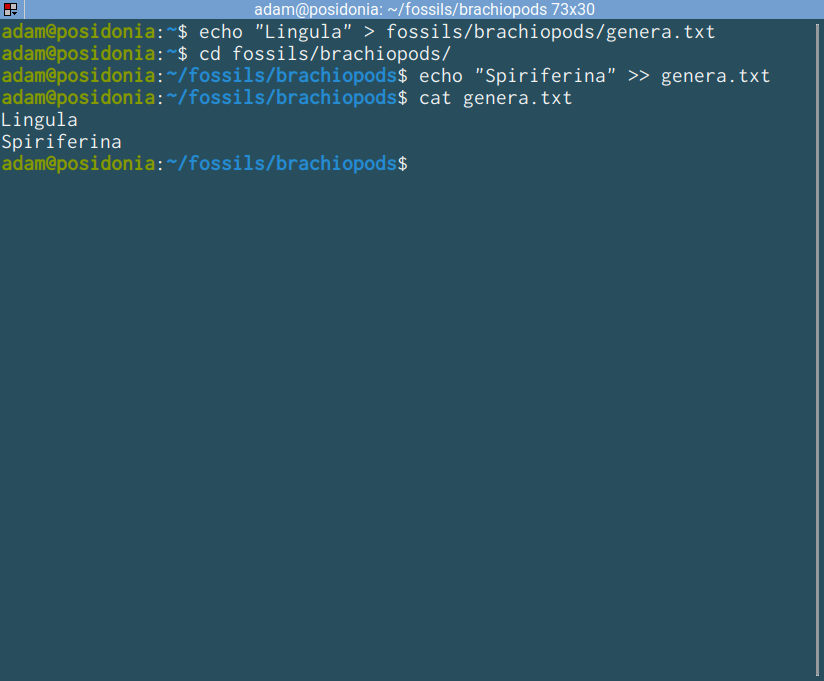 adam@posidonia: ~/fossils/brachiopods 73x30
adam@posidonia:~$ echo "Lingula" > fossils/brachiopods/genera.txt
adam@posidonia:~$ cd fossils/brachiopods/
adam@posidonia:~/fossils/brachiopods$ echo "Spiriferina" >> genera.txt
adam@posidonia:~/fossils/brachiopods$ cat genera.txt
Lingula
Spiriferina
adam@posidonia:~/fossils/brachiopods$